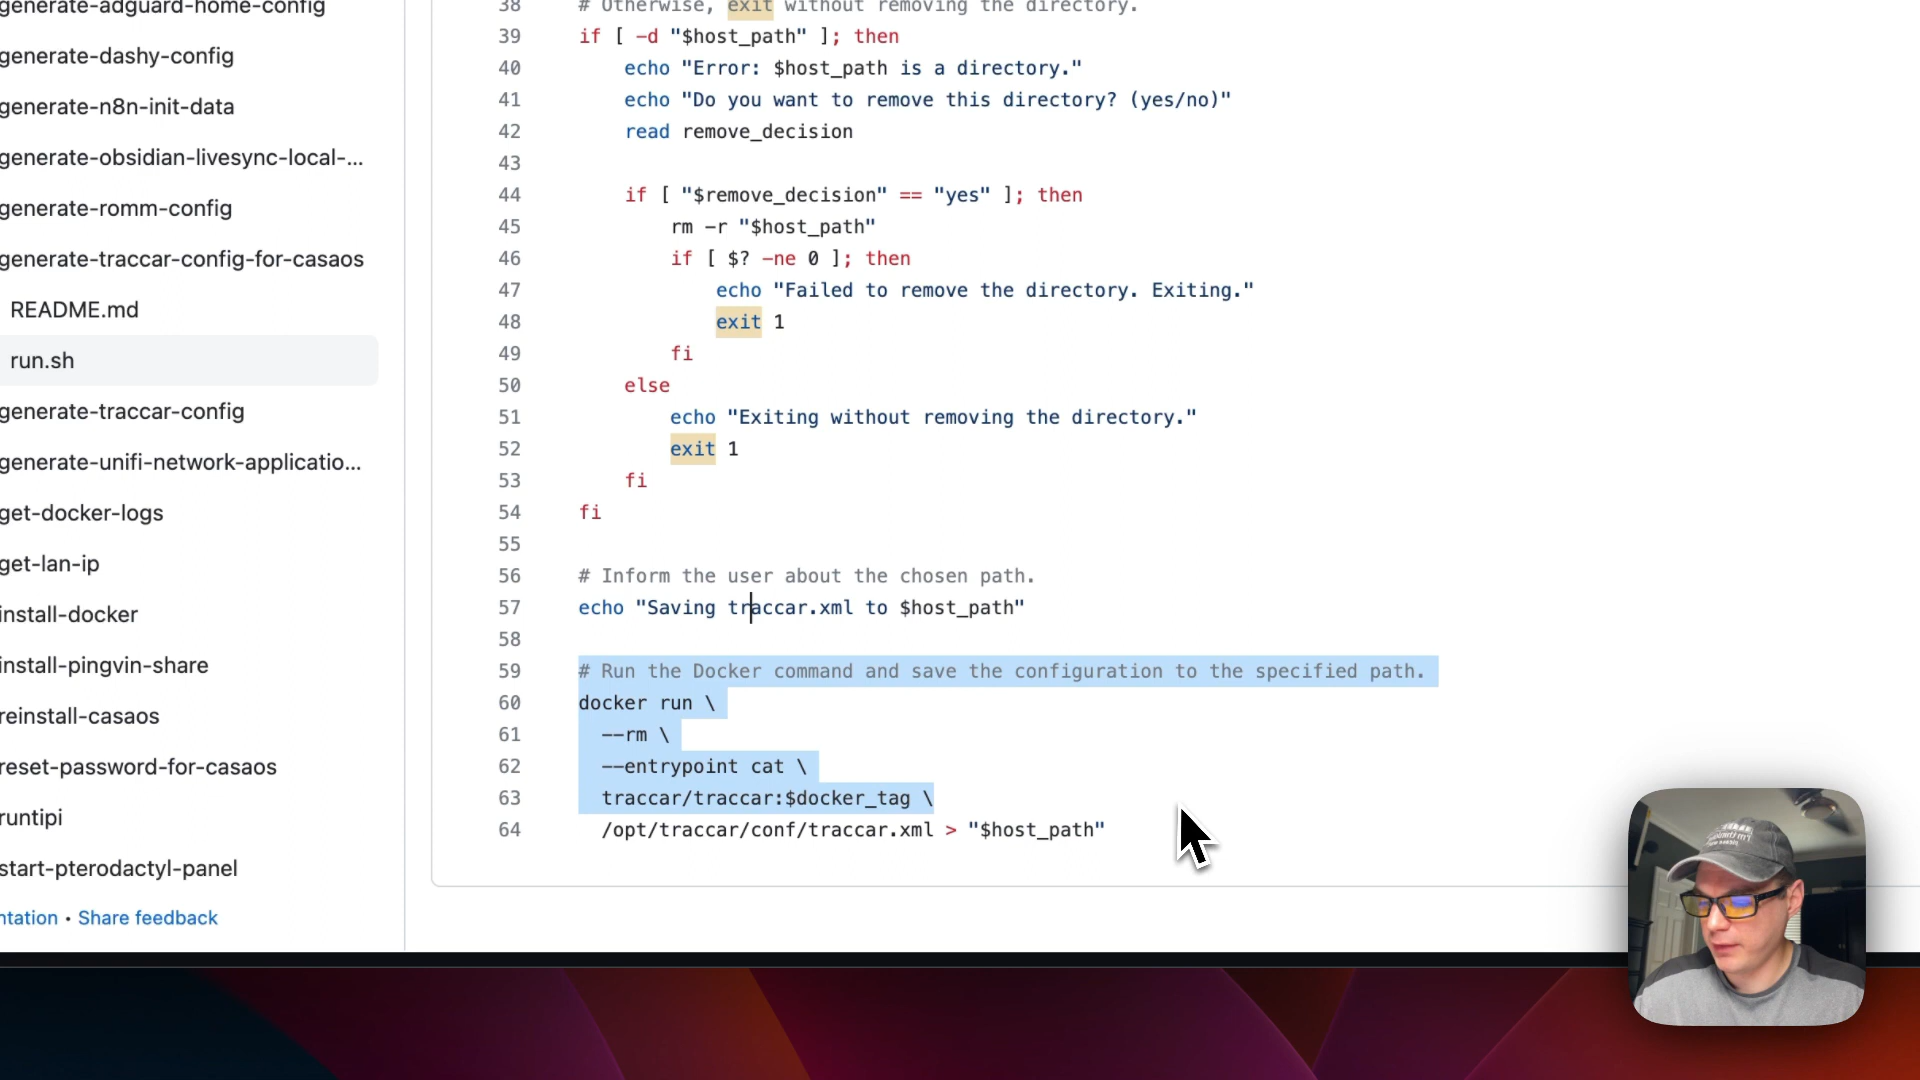 generate-adguard-home-config
generate-dashy-config
generate-n8n-init-data
generate-obsidian-livesync-local-...
generate-romm-config
generate-traccar-config-for-casaos
README.md
run.sh
generate-traccar-config
generate-unifi-network-applicatio...
get-docker-logs
get-lan-ip
install-docker
install-pingvin-share
reinstall-casaos
reset-password-for-casaos
runtipi
start-pterodactyl-panel
ntation • Share feedback
38 # Otherwise, exit without removing the directory.
39 if [ -d "$host_path" ]; then
40 echo "Error: $host_path is a directory."
41 echo "Do you want to remove this directory? (yes/no)"
42 read remove_decision
43
44 if [ "$remove_decision" == "yes" ]; then
45 rm -r "$host_path"
46 if [ $? -ne 0 ]; then
47 echo "Failed to remove the directory. Exiting."
48 exit 1
49 fi
50 else
51 echo "Exiting without removing the directory."
52 exit 1
53 fi
54 fi
55
56 # Inform the user about the chosen path.
57 echo "Saving traccar.xml to $host_path"
58
59 # Run the Docker command and save the configuration to the specified path.
60 docker run \
61 --rm \
62 --entrypoint cat \
63 traccar/traccar:$docker_tag \
64 /opt/traccar/conf/traccar.xml > "$host_path"